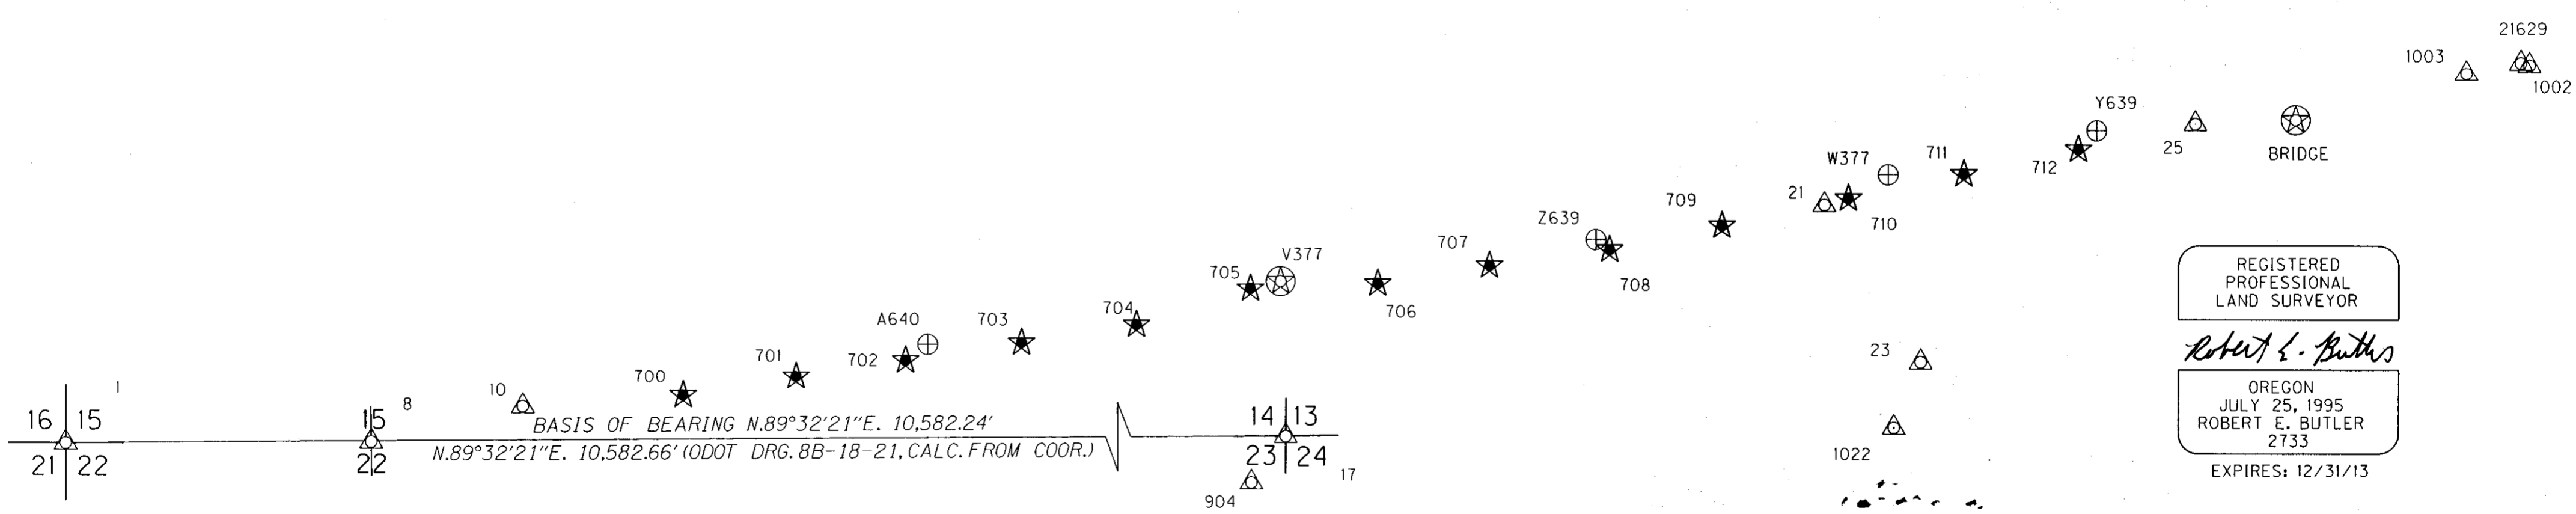 21629
1003
1002
Y639
25
BRIDGE
712
W377
711
21
710
709
Z639
708
707
V377
705
706
704
703
A640
702
701
700
10
1
8
16 15
15
14 13
BASIS OF BEARING N.89°32'21"E. 10,582.24'
N.89°32'21"E. 10,582.66' (ODOT DRG. 8B-18-21, CALC. FROM COOR.)
21 22
22
23 24
17
904
23
1022
REGISTERED
PROFESSIONAL
LAND SURVEYOR
Robert E. Butler
OREGON
JULY 25, 1995
ROBERT E. BUTLER
2733
EXPIRES: 12/31/13